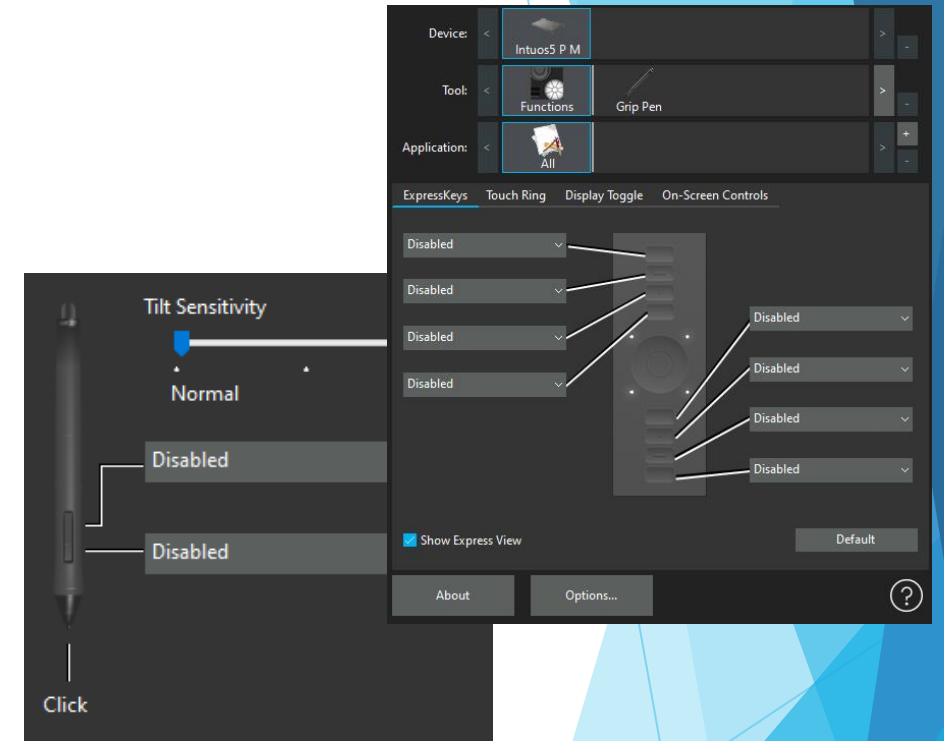 Device:
<
Intuos5 P M
>
-
Tool:
<
Functions
Grip Pen
>
-
Application:
<
All
>
+
-
ExpressKeys Touch Ring Display Toggle On-Screen Controls
Disabled
Disabled
Disabled
Disabled
Disabled
Disabled
Disabled
Disabled
Show Express View
Default
About
Options...
?
Tilt Sensitivity
Normal
Disabled
Disabled
Click